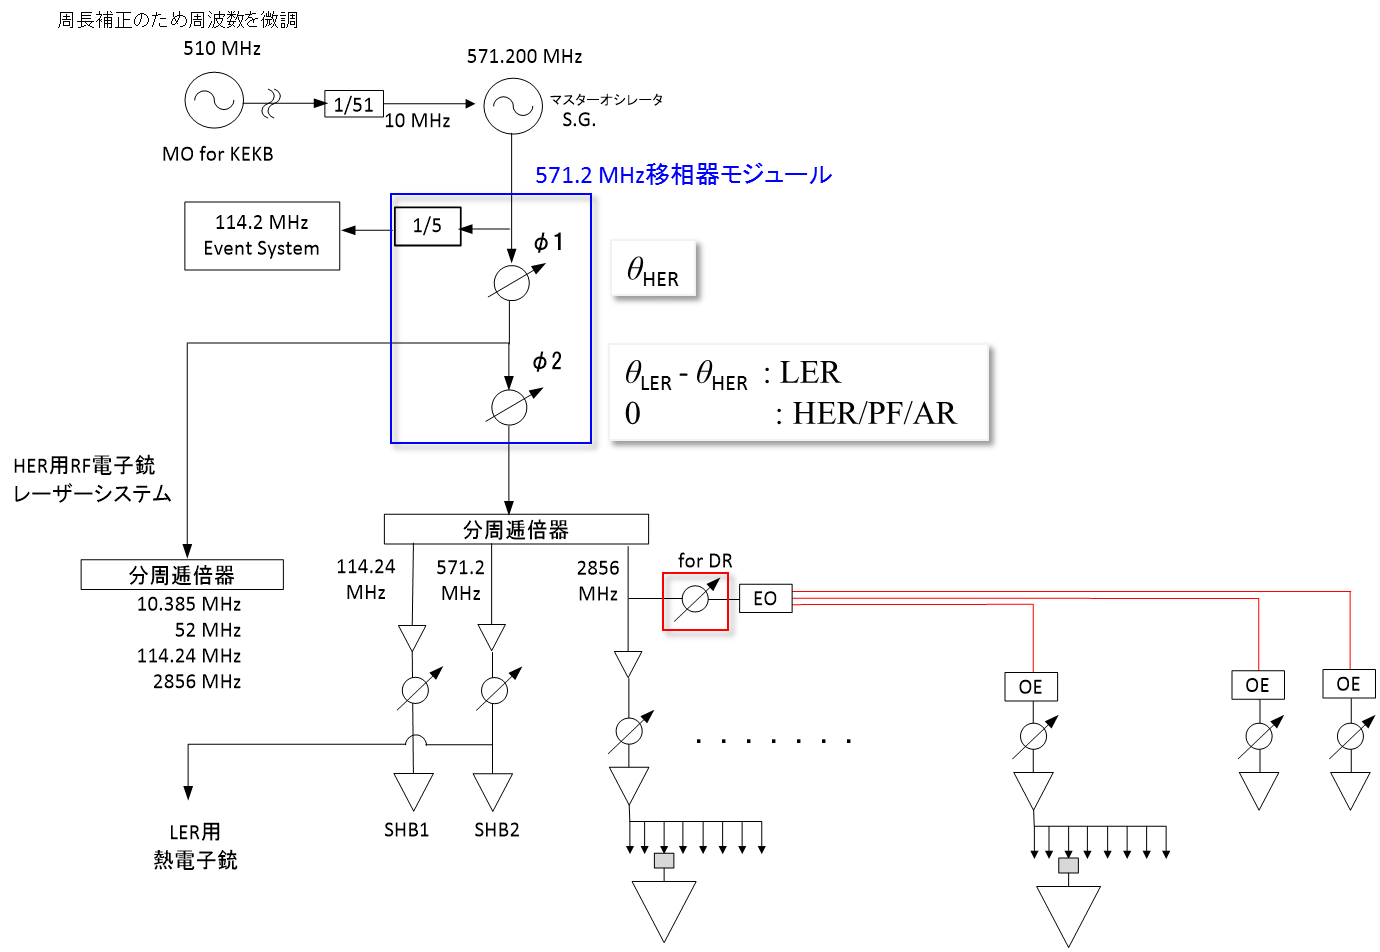 周長補正のため周波数を微調
510 MHz
571.200 MHz
1/51
10 MHz
マスターオシレータ
S.G.
MO for KEKB
571.2 MHz移相器モジュール
114.2 MHz
Event System
1/5
φ1
θHER
φ2
θLER - θHER : LER
0 : HER/PF/AR
HER用RF電子銃
レーザーシステム
分周逓倍器
分周逓倍器
10.385 MHz
52 MHz
114.24 MHz
2856 MHz
114.24
MHz
571.2
MHz
2856
MHz
for DR
EO
OE
OE
OE
. . . . . . .
SHB1
SHB2
LER用
熱電子銃